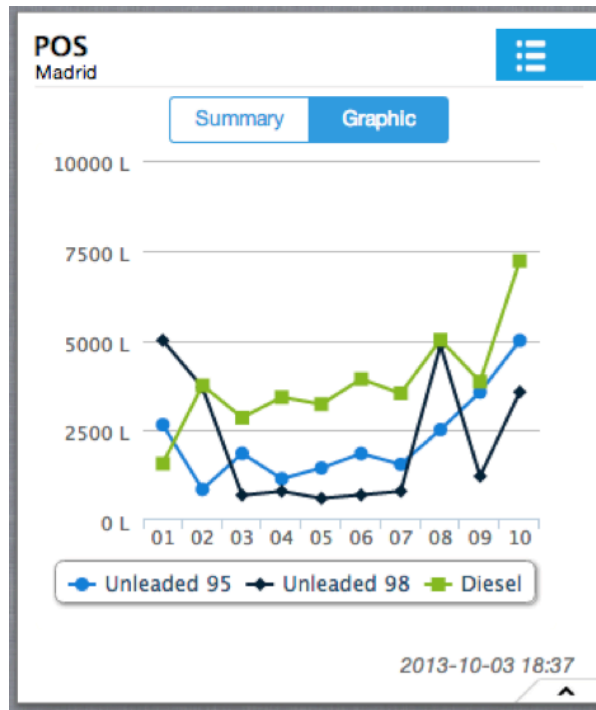 POS
Madrid
Summary Graphic
10000 L
7500 L
5000 L
2500 L
0 L
01 02 03 04 05 06 07 08 09 10
Unleaded 95 Unleaded 98 Diesel
2013-10-03 18:37